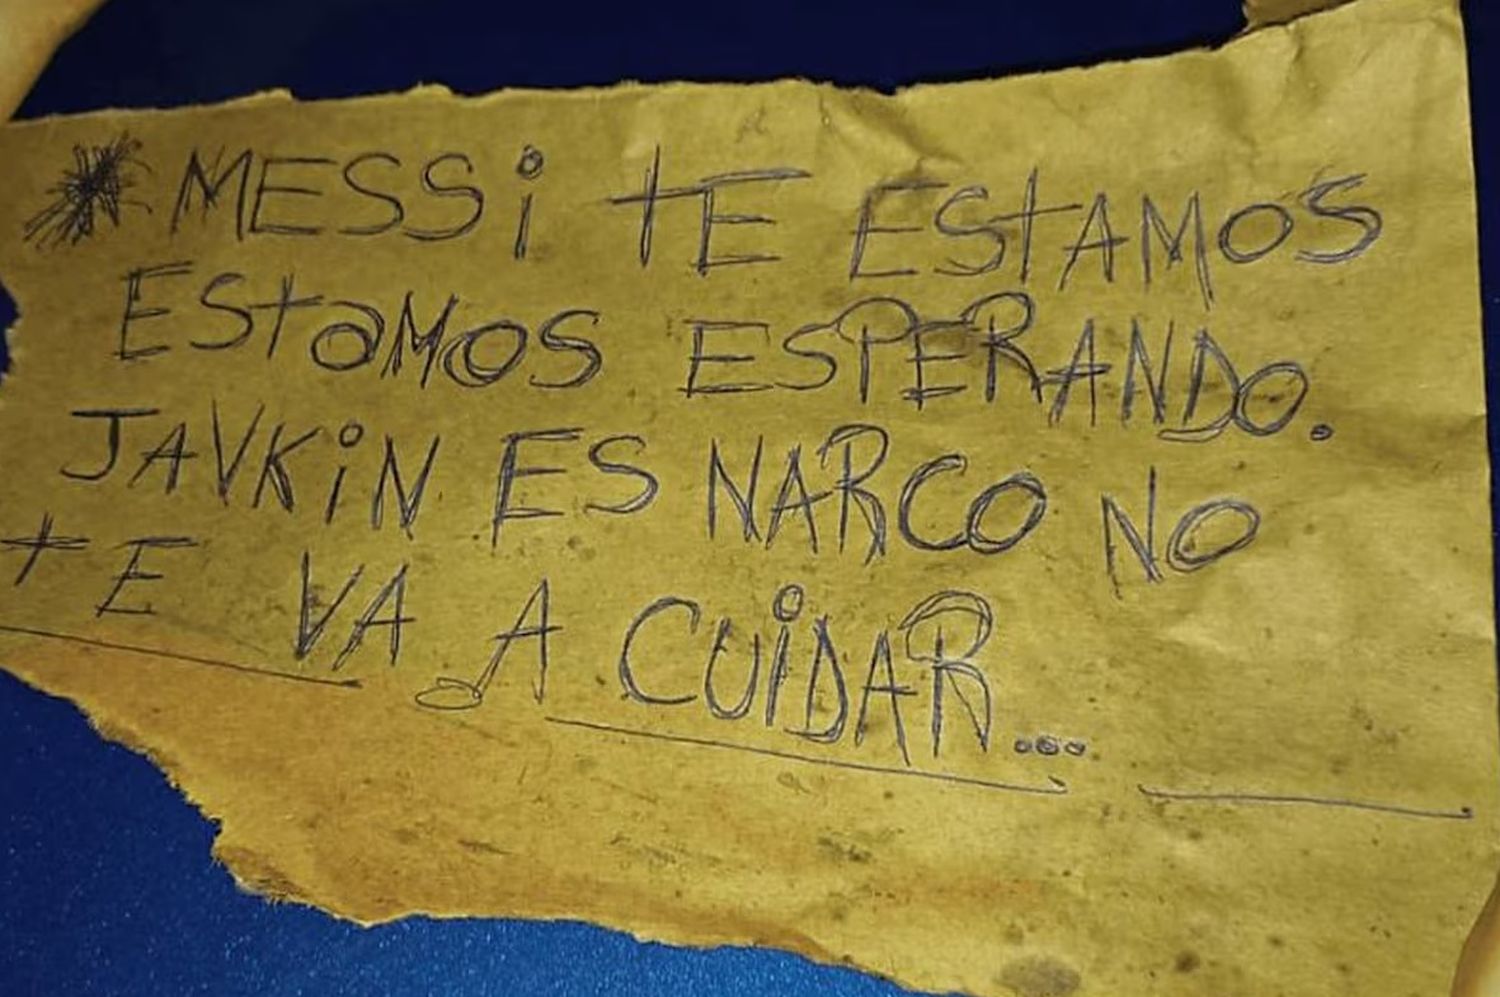 * MESSi tE EStAMOS
EStaMOS ESPERANDO.
JAVKiN ES NARCO NO
tE VA A CUiDAR...